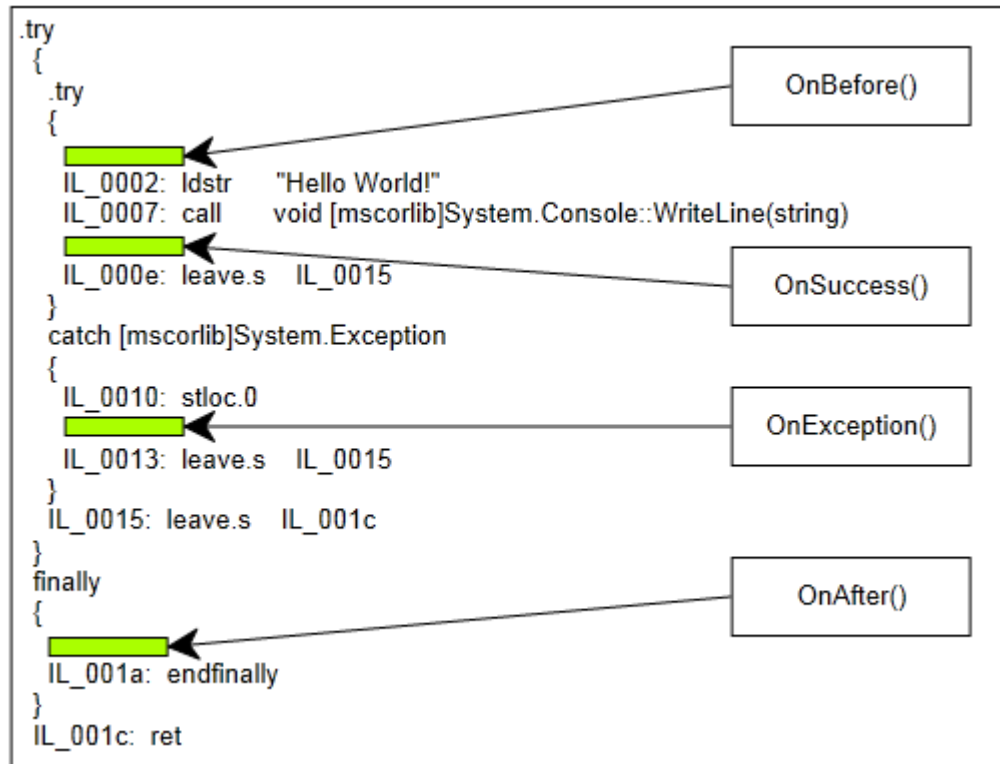 .try
{
.try
{
OnBefore()
IL_0002: ldstr "Hello World!"
IL_0007: call void [mscorlib]System.Console::WriteLine(string)
IL_000e: leave.s IL_0015
OnSuccess()
}
catch [mscorlib]System.Exception
{
IL_0010: stloc.0
OnException()
IL_0013: leave.s IL_0015
}
IL_0015: leave.s IL_001c
}
finally
{
OnAfter()
IL_001a: endfinally
}
IL_001c: ret